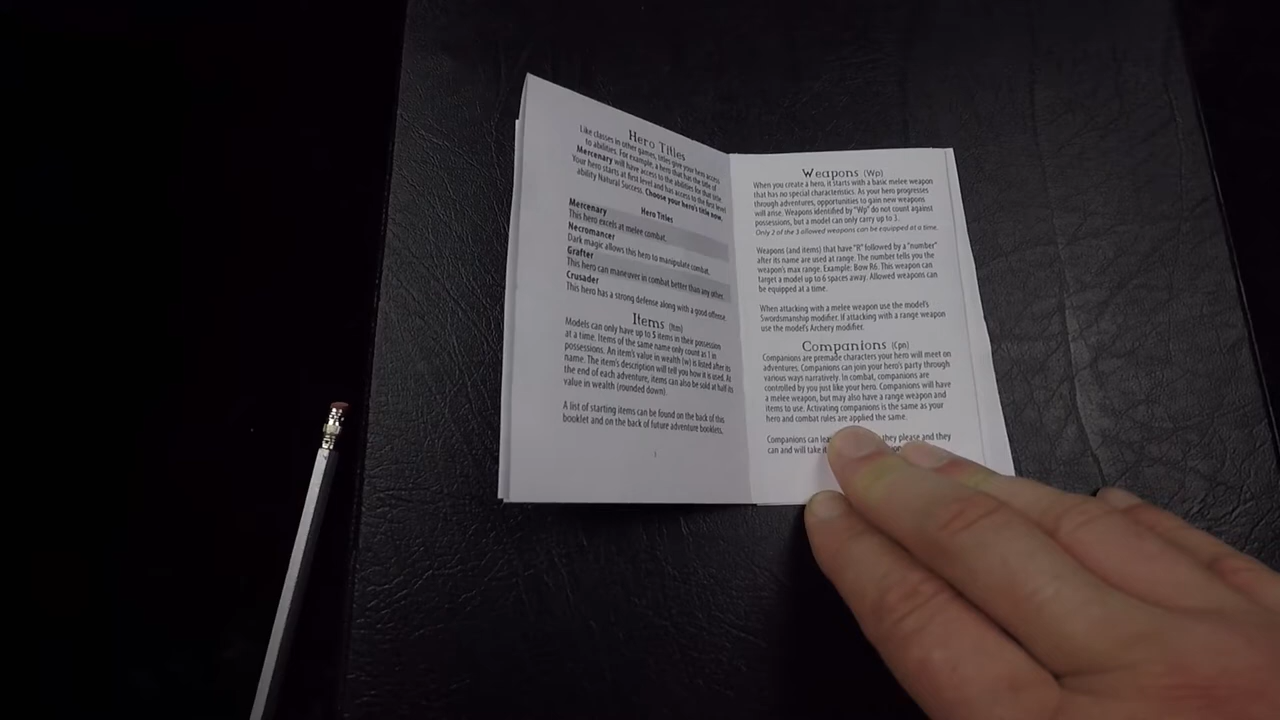 Hero Titles
Like classes in other games, titles give your hero access
to abilities. For example, a hero that has the title of
Mercenary will have access to the abilities for that title.
Your hero starts at first level and has access to the first level
ability Natural Success. Choose your hero's title now.
Hero Titles
Mercenary
This hero excels at melee combat.
Necromancer
Dark magic allows this hero to manipulate combat.
Grafter
This hero can maneuver in combat better than any other.
Crusader
This hero has a strong defense along with a good offense.
Items (Itm)
Models can only have up to 5 items in their possession
at a time. Items of the same name only count as 1 in
possessions. An item's value in wealth (w) is listed after its
name. The item's description will tell you how it is used. At
the end of each adventure, items can also be sold at half its
value in wealth (rounded down).
A list of starting items can be found on the back of this
booklet and on the back of future adventure booklets.
Weapons (Wp)
When you create a hero, it starts with a basic melee weapon
that has no special characteristics. As your hero progresses
through adventures, opportunities to gain new weapons
will arise. Weapons identified by "Wp" do not count against
possessions, but a model can only carry up to 3.
Only 2 of the 3 allowed weapons can be equipped at a time.
Weapons (and items) that have "R" followed by a "number"
after its name are used at range. The number tells you the
weapon's max range. Example: Bow R6. This weapon can
target a model up to 6 spaces away. Allowed weapons can
be equipped at a time.
When attacking with a melee weapon use the model's
Swordsmanship modifier. If attacking with a range weapon
use the model's Archery modifier.
Companions (Cpn)
Companions are premade characters your hero will meet on
adventures. Companions can join your hero's party through
various ways narratively. In combat, companions are
controlled by you just like your hero. Companions will have
a melee weapon, but may also have a range weapon and
items to use. Activating companions is the same as your
hero and combat rules are applied the same.
Companions can they please and they
can and will take